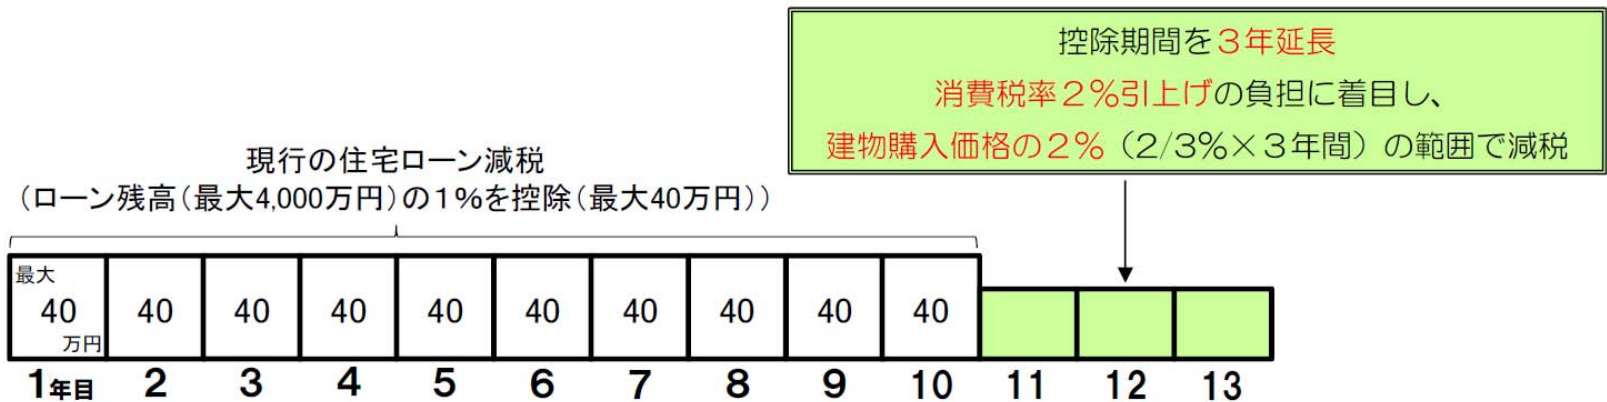 控除期間を３年延長
消費税率２％引上げの負担に着目し、
建物購入価格の２％（2/3％×３年間）の範囲で減税
現行の住宅ローン減税
（ローン残高（最大4,000万円）の１％を控除（最大40万円））
最大
40 40 40 40 40 40 40 40 40 40
万円
1年目 2 3 4 5 6 7 8 9 10 11 12 13